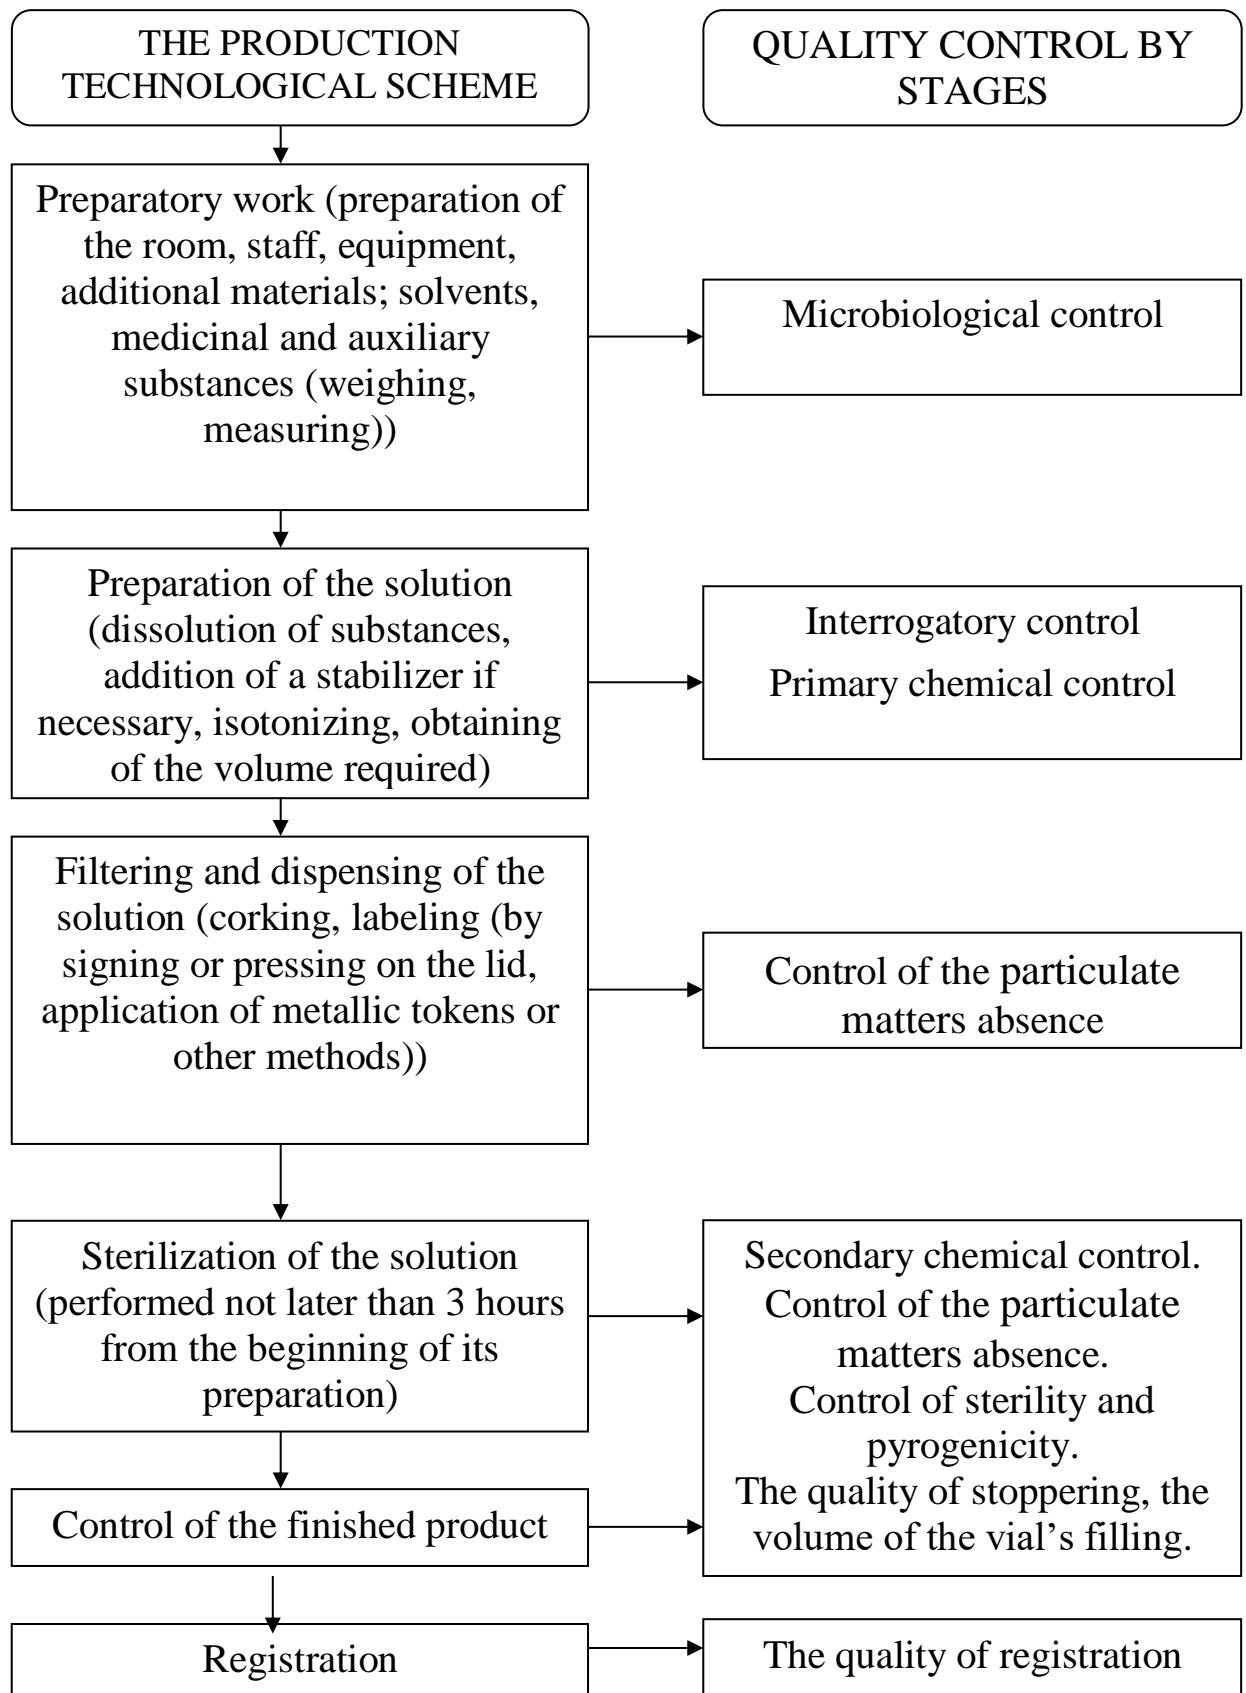 THE PRODUCTION
TECHNOLOGICAL SCHEME
QUALITY CONTROL BY
STAGES
Preparatory work (preparation of
the room, staff, equipment,
additional materials; solvents,
medicinal and auxiliary
substances (weighing,
measuring))
Microbiological control
Preparation of the solution
(dissolution of substances,
addition of a stabilizer if
necessary, isotonizing, obtaining
of the volume required)
Interrogatory control
Primary chemical control
Filtering and dispensing of the
solution (corking, labeling (by
signing or pressing on the lid,
application of metallic tokens or
other methods))
Control of the particulate
matters absence
Sterilization of the solution
(performed not later than 3 hours
from the beginning of its
preparation)
Secondary chemical control.
Control of the particulate
matters absence.
Control of sterility and
pyrogenicity.
The quality of stoppering, the
volume of the vial’s filling.
Control of the finished product
Registration
The quality of registration